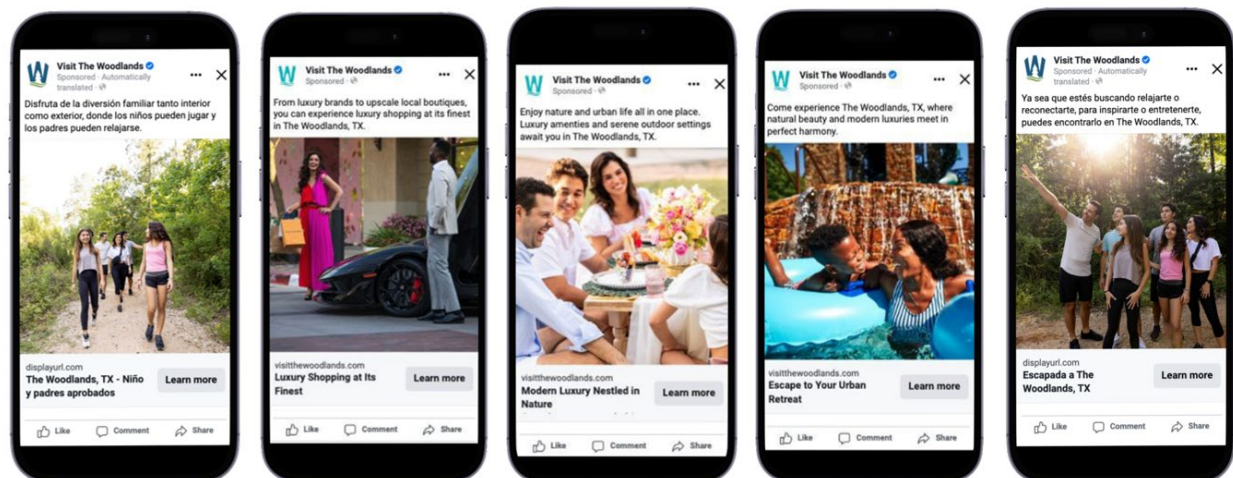 Visit The Woodlands
Sponsored · Automatically
translated ·
Disfruta de la diversión familiar tanto interior
como exterior, donde los niños pueden jugar y
los padres pueden relajarse.
displayurl.com
The Woodlands, TX - Niño
y padres aprobados
Learn more
Like
Comment
Share
Visit The Woodlands
Sponsored ·
From luxury brands to upscale local boutiques,
you can experience luxury shopping at its finest
in The Woodlands, TX.
visitthewoodlands.com
Luxury Shopping at Its
Finest
Learn more
Like
Comment
Share
Visit The Woodlands
Sponsored ·
Enjoy nature and urban life all in one place.
Luxury amenties and serene outdoor settings
await you in The Woodlands, TX.
visitthewoodlands.com
Modern Luxury Nestled in
Nature
Learn more
Like
Comment
Share
Visit The Woodlands
Sponsored ·
Come experience The Woodlands, TX, where
natural beauty and modern luxuries meet in
perfect harmony.
visitthewoodlands.com
Escape to Your Urban
Retreat
Learn more
Like
Comment
Share
Visit The Woodlands
Sponsored · Automatically
translated ·
Ya sea que estés buscando relajarte o
reconectarte, para inspirarte o entretenerte,
puedes encontrarlo en The Woodlands, TX.
displayurl.com
Escapada a The
Woodlands, TX
Learn more
Like
Comment
Share